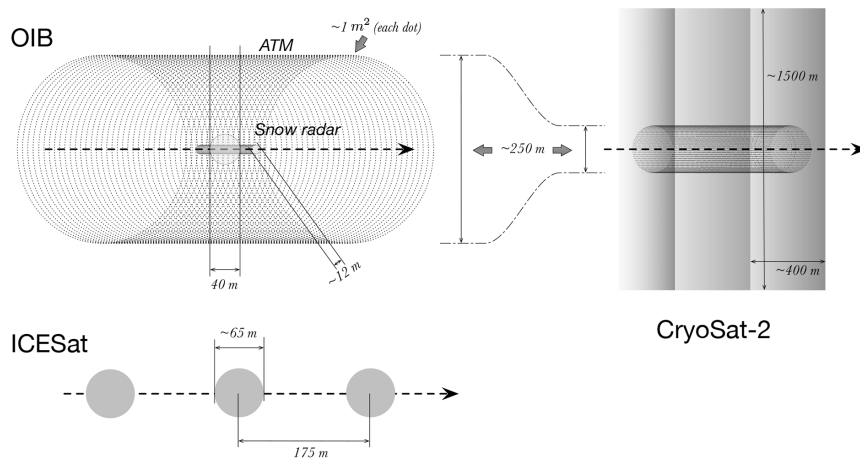 OIB
ATM
~1 m² (each dot)
Snow radar
~250 m
~1500 m
~12 m
40 m
~400 m
CryoSat-2
ICESat
~65 m
175 m